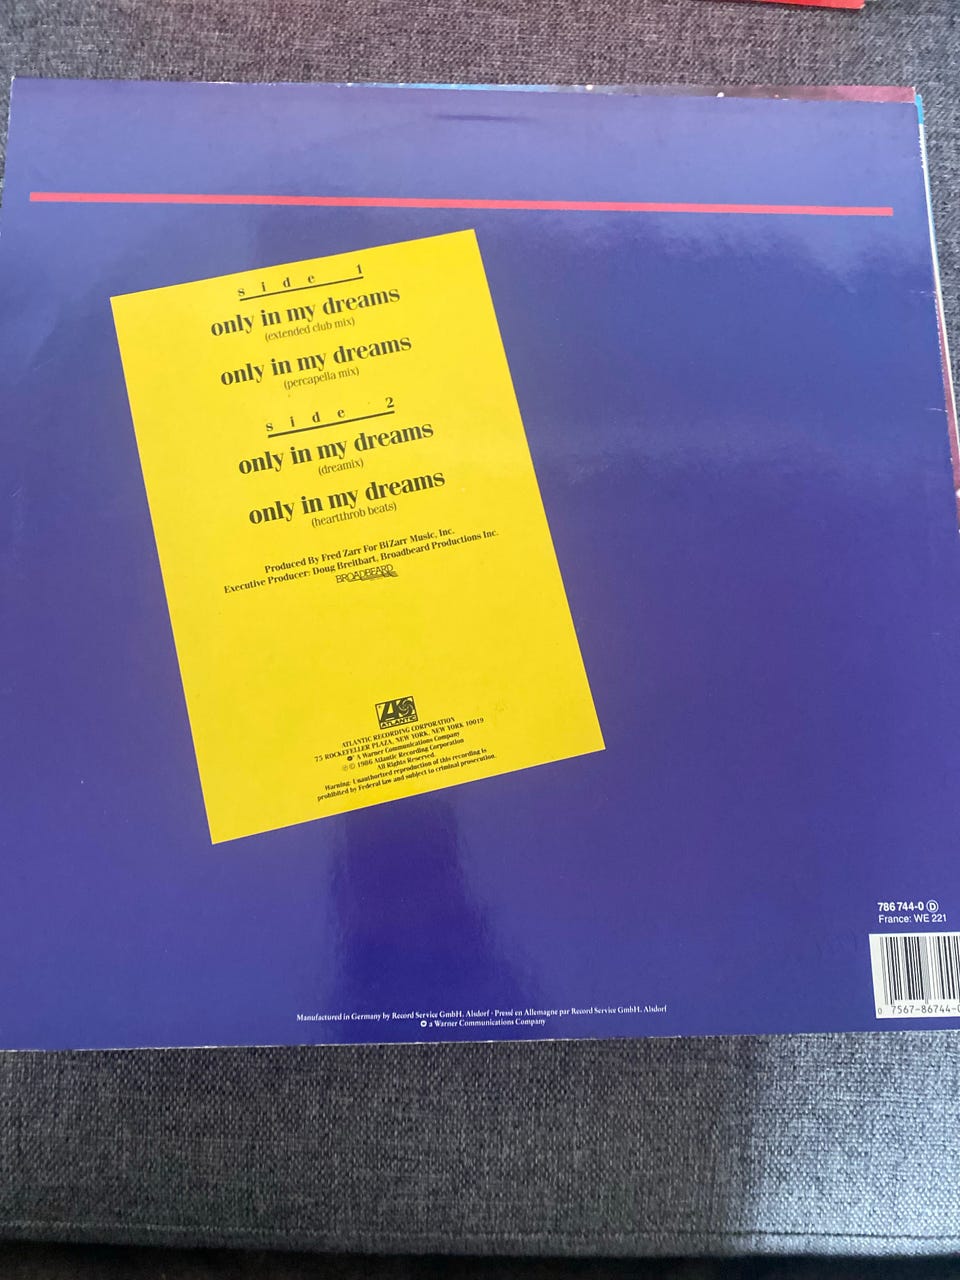 side 1
only in my dreams
(extended club mix)
only in my dreams
(percapella mix)
side 2
only in my dreams
(dreamix)
only in my dreams
(heartthrob beats)
Produced By Fred Zarr For BiZarr Music, Inc.
Executive Producer: Doug Breitbart, Broadbeard Productions Inc.
BROADBEARD
ATLANTIC
ATLANTIC RECORDING CORPORATION
75 ROCKEFELLER PLAZA, NEW YORK, NEW YORK 10019
A Warner Communications Company
℗© 1986 Atlantic Recording Corporation
All Rights Reserved.
Warning: Unauthorized reproduction of this recording is
prohibited by Federal law and subject to criminal prosecution.
786 744-0 Ⓓ
France: WE 221
0 7567-86744-0
Manufactured in Germany by Record Service GmbH, Alsdorf · Pressé en Allemagne par Record Service GmbH, Alsdorf
a Warner Communications Company